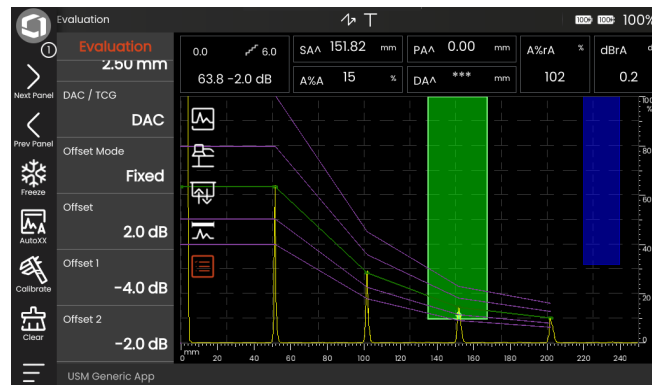 Evaluation
100% 100% 100%
1
Evaluation
2.50 mm
0.0 6.0
63.8 -2.0 dB
SA^ 151.82 mm
PA^ 0.00 mm
A%rA %
dBrA d
A%A 15 %
DA^ *** mm
102
0.2
Next Panel
DAC / TCG
DAC
Prev Panel
Offset Mode
Fixed
Freeze
Offset
2.0 dB
AutoXX
Offset 1
-4.0 dB
Calibrate
Offset 2
-2.0 dB
Clear
100
%
80
60
40
20
0
mm
0 20 40 60 80 100 120 140 160 180 200 220 240
USM Generic App